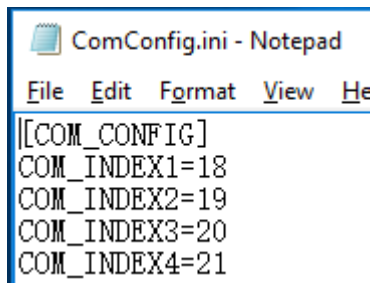 ComConfig.ini - Notepad
File Edit Format View He
[COM_CONFIG]
COM_INDEX1=18
COM_INDEX2=19
COM_INDEX3=20
COM_INDEX4=21